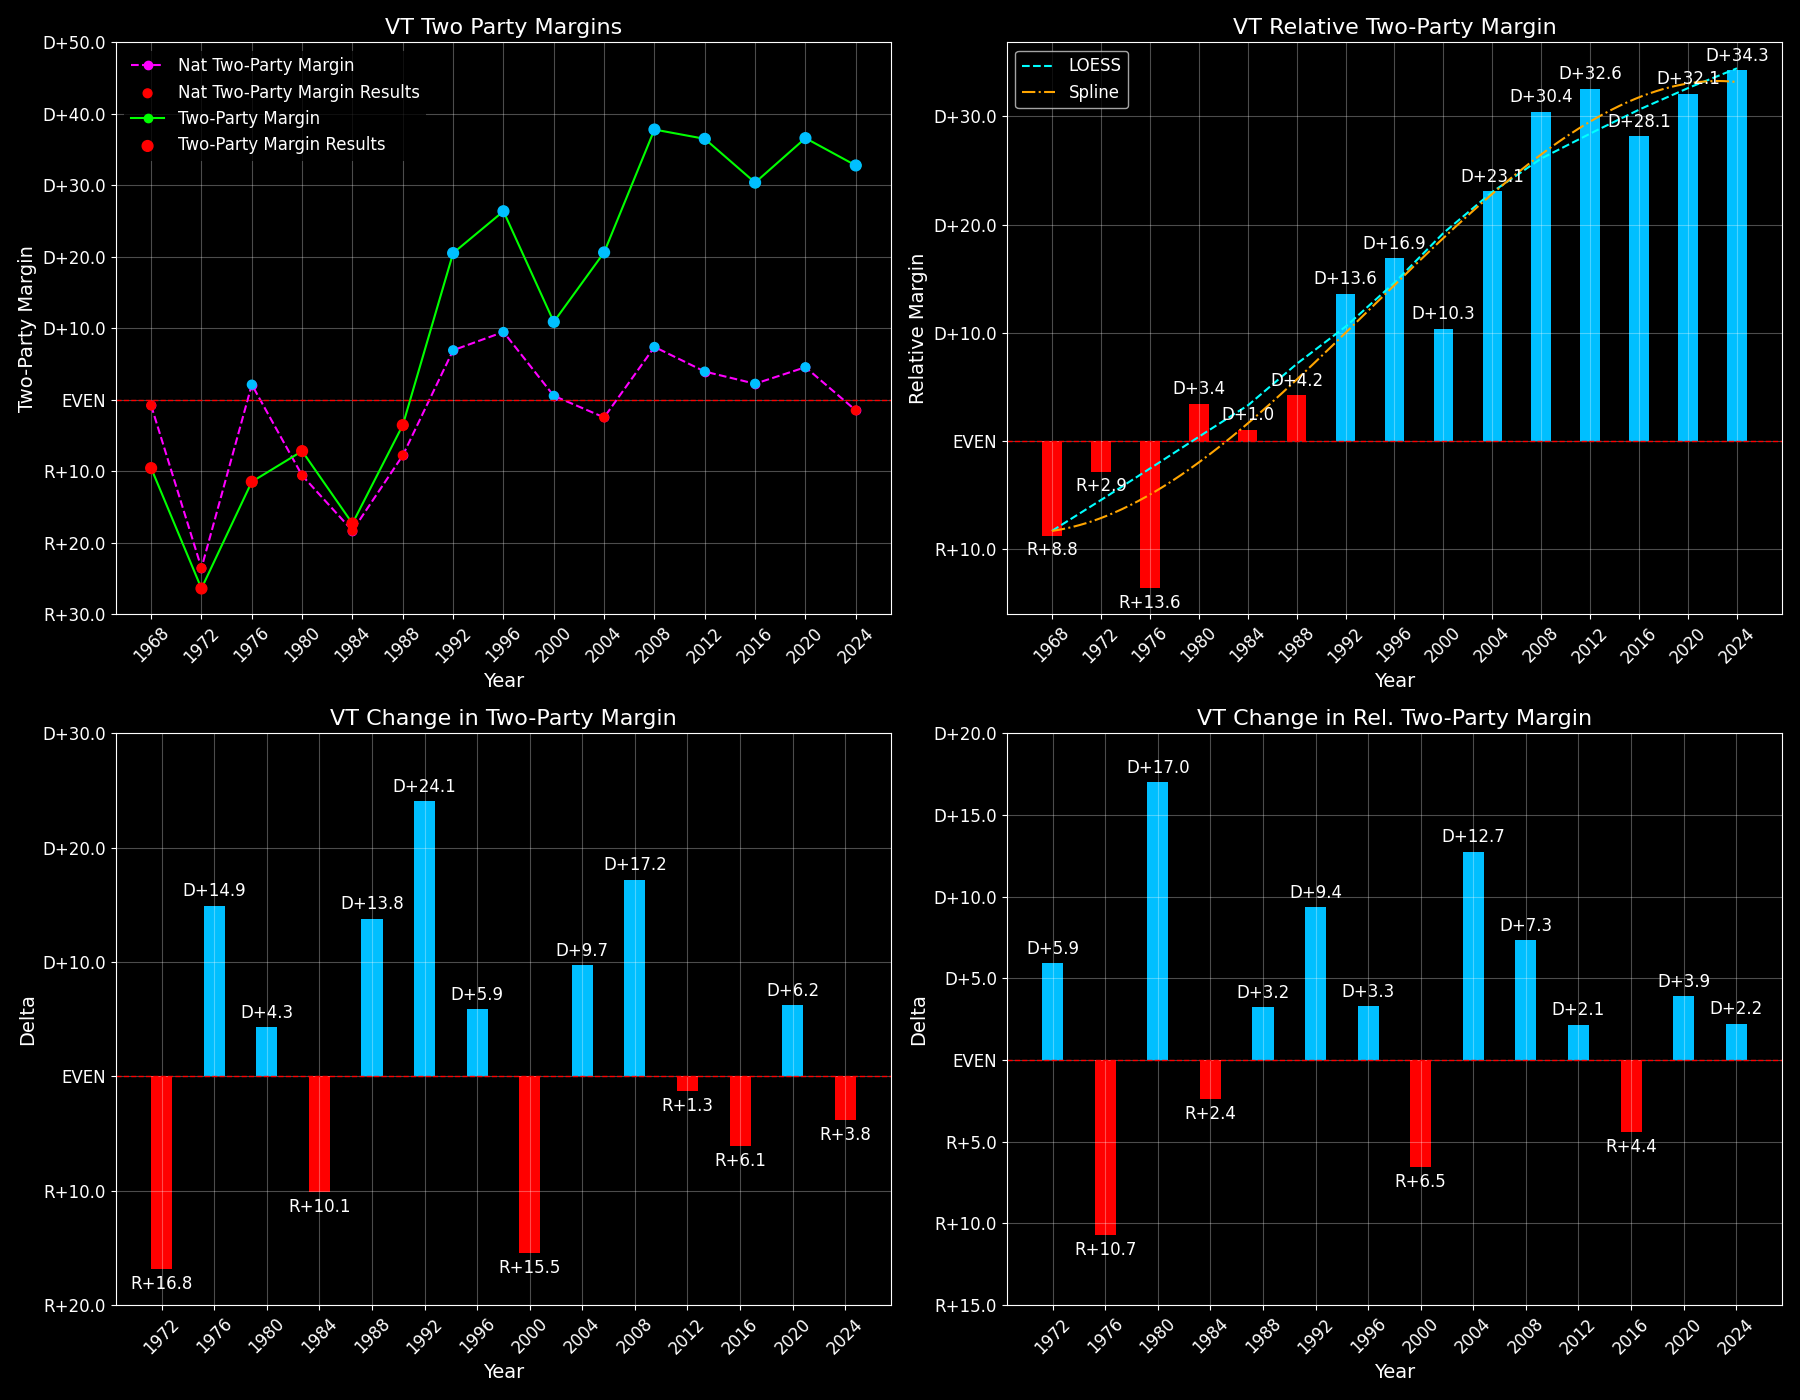 VT Two Party Margins
D+50.0
D+40.0
D+30.0
D+20.0
D+10.0
EVEN
R+10.0
R+20.0
R+30.0
Two-Party Margin
Nat Two-Party Margin
Nat Two-Party Margin Results
Two-Party Margin
Two-Party Margin Results
1968 1972 1976 1980 1984 1988 1992 1996 2000 2004 2008 2012 2016 2020 2024
Year
VT Relative Two-Party Margin
D+30.0
D+20.0
D+10.0
EVEN
R+10.0
Relative Margin
LOESS
Spline
R+8.8
R+2.9
R+13.6
D+3.4
D+1.0
D+4.2
D+13.6
D+16.9
D+10.3
D+23.1
D+30.4
D+32.6
D+28.1
D+32.1
D+34.3
1968 1972 1976 1980 1984 1988 1992 1996 2000 2004 2008 2012 2016 2020 2024
Year
VT Change in Two-Party Margin
D+30.0
D+20.0
D+10.0
EVEN
R+10.0
R+20.0
Delta
R+16.8
D+14.9
D+4.3
R+10.1
D+13.8
D+24.1
D+5.9
R+15.5
D+9.7
D+17.2
R+1.3
R+6.1
D+6.2
R+3.8
1972 1976 1980 1984 1988 1992 1996 2000 2004 2008 2012 2016 2020 2024
Year
VT Change in Rel. Two-Party Margin
D+20.0
D+15.0
D+10.0
D+5.0
EVEN
R+5.0
R+10.0
R+15.0
Delta
D+5.9
R+10.7
D+17.0
R+2.4
D+3.2
D+9.4
D+3.3
R+6.5
D+12.7
D+7.3
D+2.1
R+4.4
D+3.9
D+2.2
1972 1976 1980 1984 1988 1992 1996 2000 2004 2008 2012 2016 2020 2024
Year